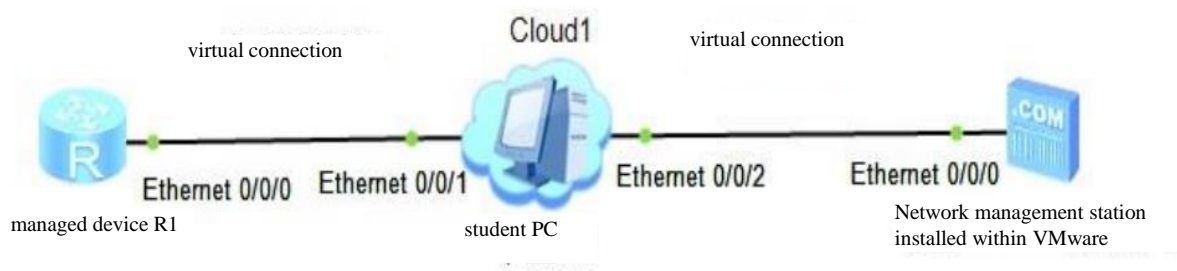 Cloud1
virtual connection
virtual connection
.COM
R
Ethernet 0/0/0
Ethernet 0/0/1
Ethernet 0/0/2
Ethernet 0/0/0
managed device R1
student PC
Network management station
installed within VMware